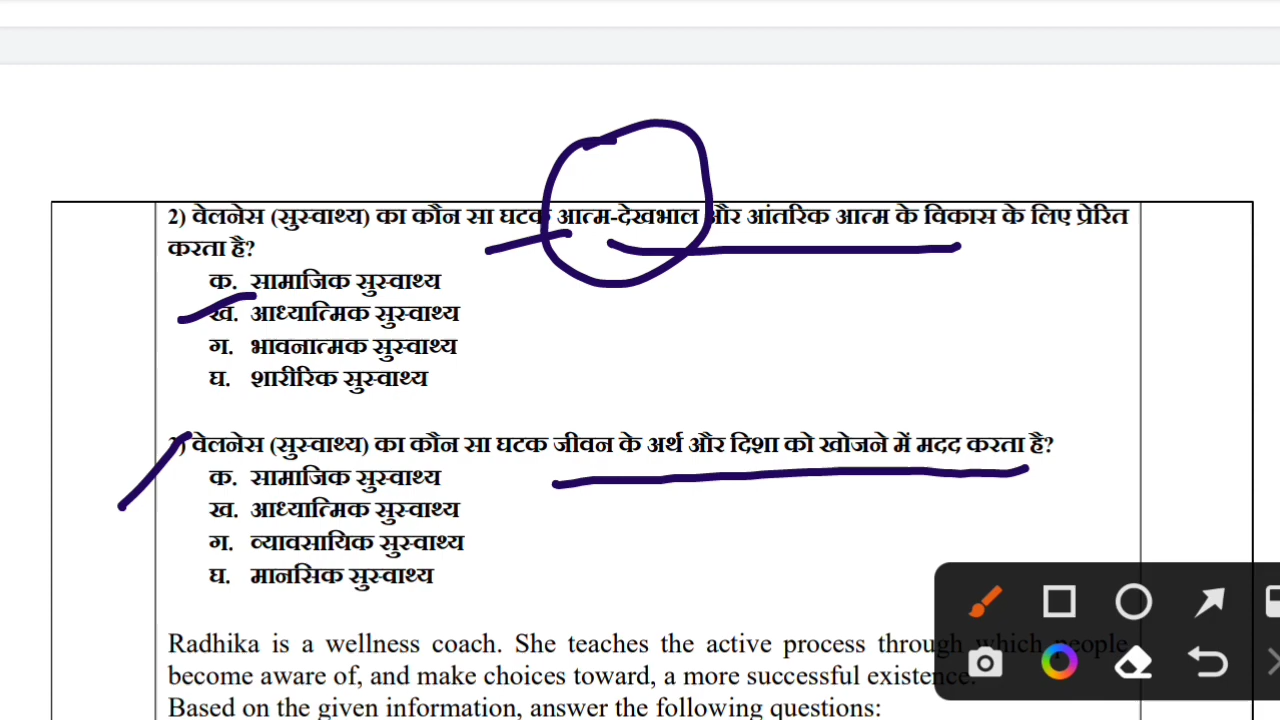 2) वेलनेस (सुस्वाथ्य) का कौन सा घटक आत्म-देखभाल और आंतरिक आत्म के विकास के लिए प्रेरित
करता है?
क. सामाजिक सुस्वाथ्य
ख. आध्यात्मिक सुस्वाथ्य
ग. भावनात्मक सुस्वाथ्य
घ. शारीरिक सुस्वाथ्य
3) वेलनेस (सुस्वाथ्य) का कौन सा घटक जीवन के अर्थ और दिशा को खोजने में मदद करता है?
क. सामाजिक सुस्वाथ्य
ख. आध्यात्मिक सुस्वाथ्य
ग. व्यावसायिक सुस्वाथ्य
घ. मानसिक सुस्वाथ्य
Radhika is a wellness coach. She teaches the active process through which people
become aware of, and make choices toward, a more successful existence.
Based on the given information, answer the following questions: